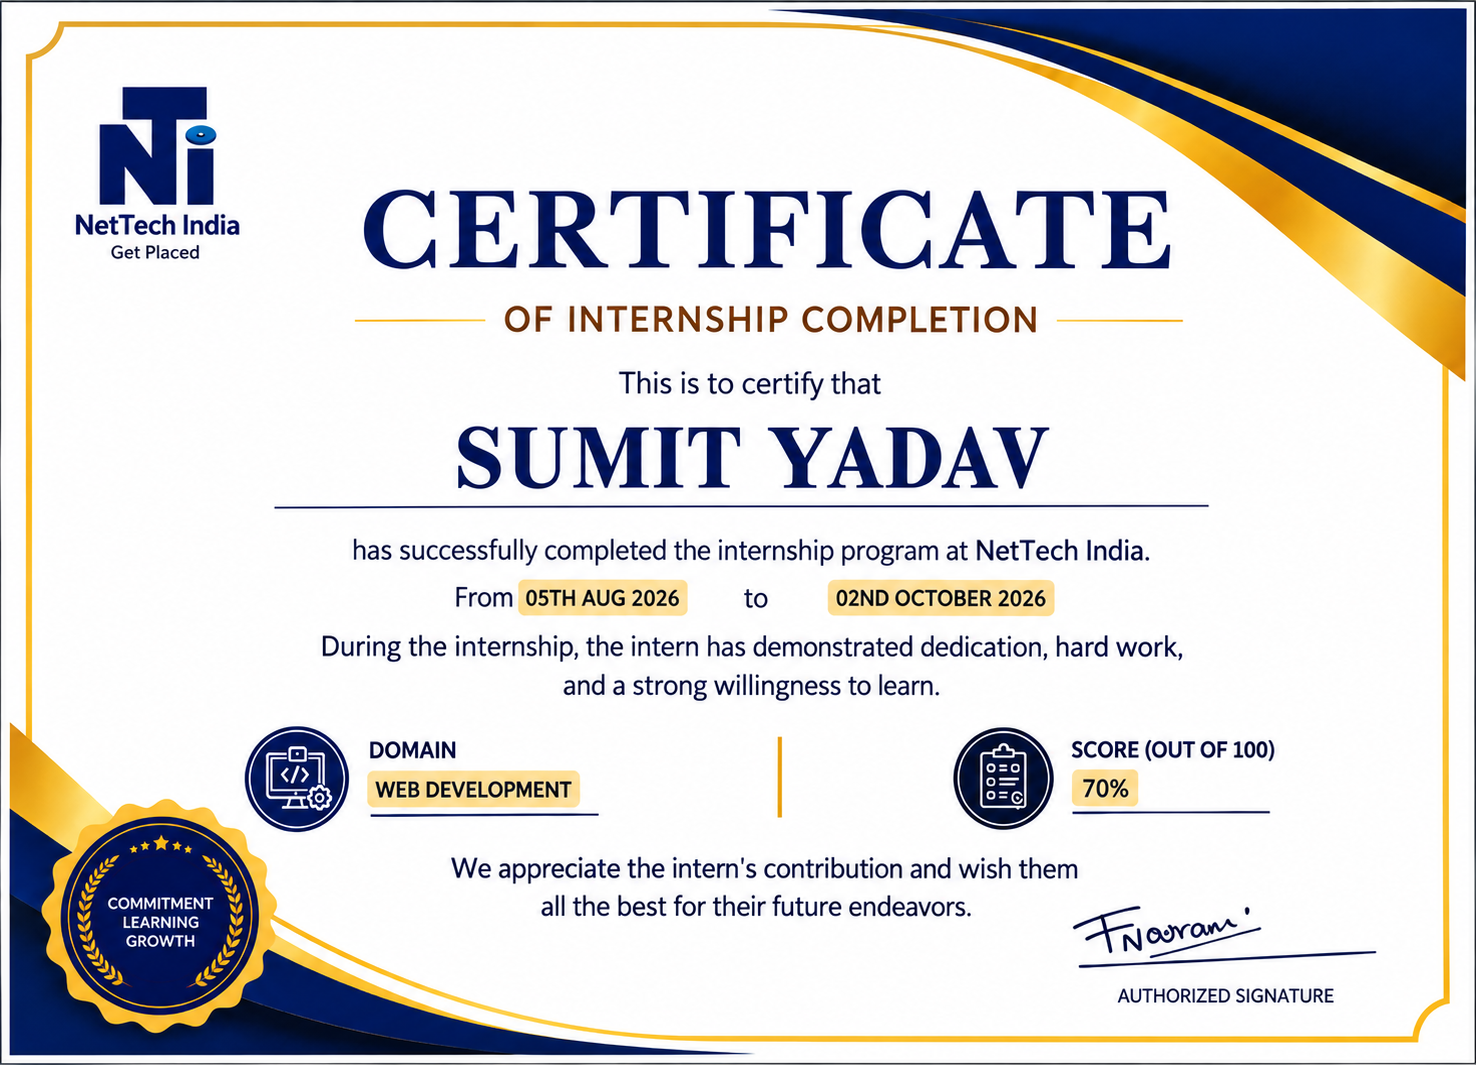 NTi
NetTech India
Get Placed
CERTIFICATE
OF INTERNSHIP COMPLETION
This is to certify that
SUMIT YADAV
has successfully completed the internship program at NetTech India.
From 05TH AUG 2026 to 02ND OCTOBER 2026
During the internship, the intern has demonstrated dedication, hard work,
and a strong willingness to learn.
DOMAIN
WEB DEVELOPMENT
SCORE (OUT OF 100)
70%
We appreciate the intern's contribution and wish them
all the best for their future endeavors.
COMMITMENT
LEARNING
GROWTH
AUTHORIZED SIGNATURE